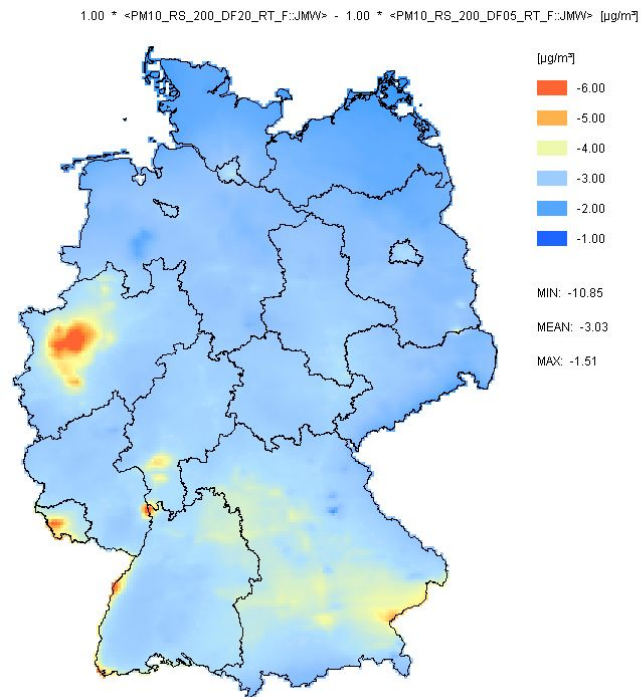 1.00 * <PM10_RS_200_DF20_RT_F::JMW> - 1.00 * <PM10_RS_200_DF05_RT_F::JMW> [µg/m³]
[µg/m³]
-6.00
-5.00
-4.00
-3.00
-2.00
-1.00
MIN: -10.85
MEAN: -3.03
MAX: -1.51